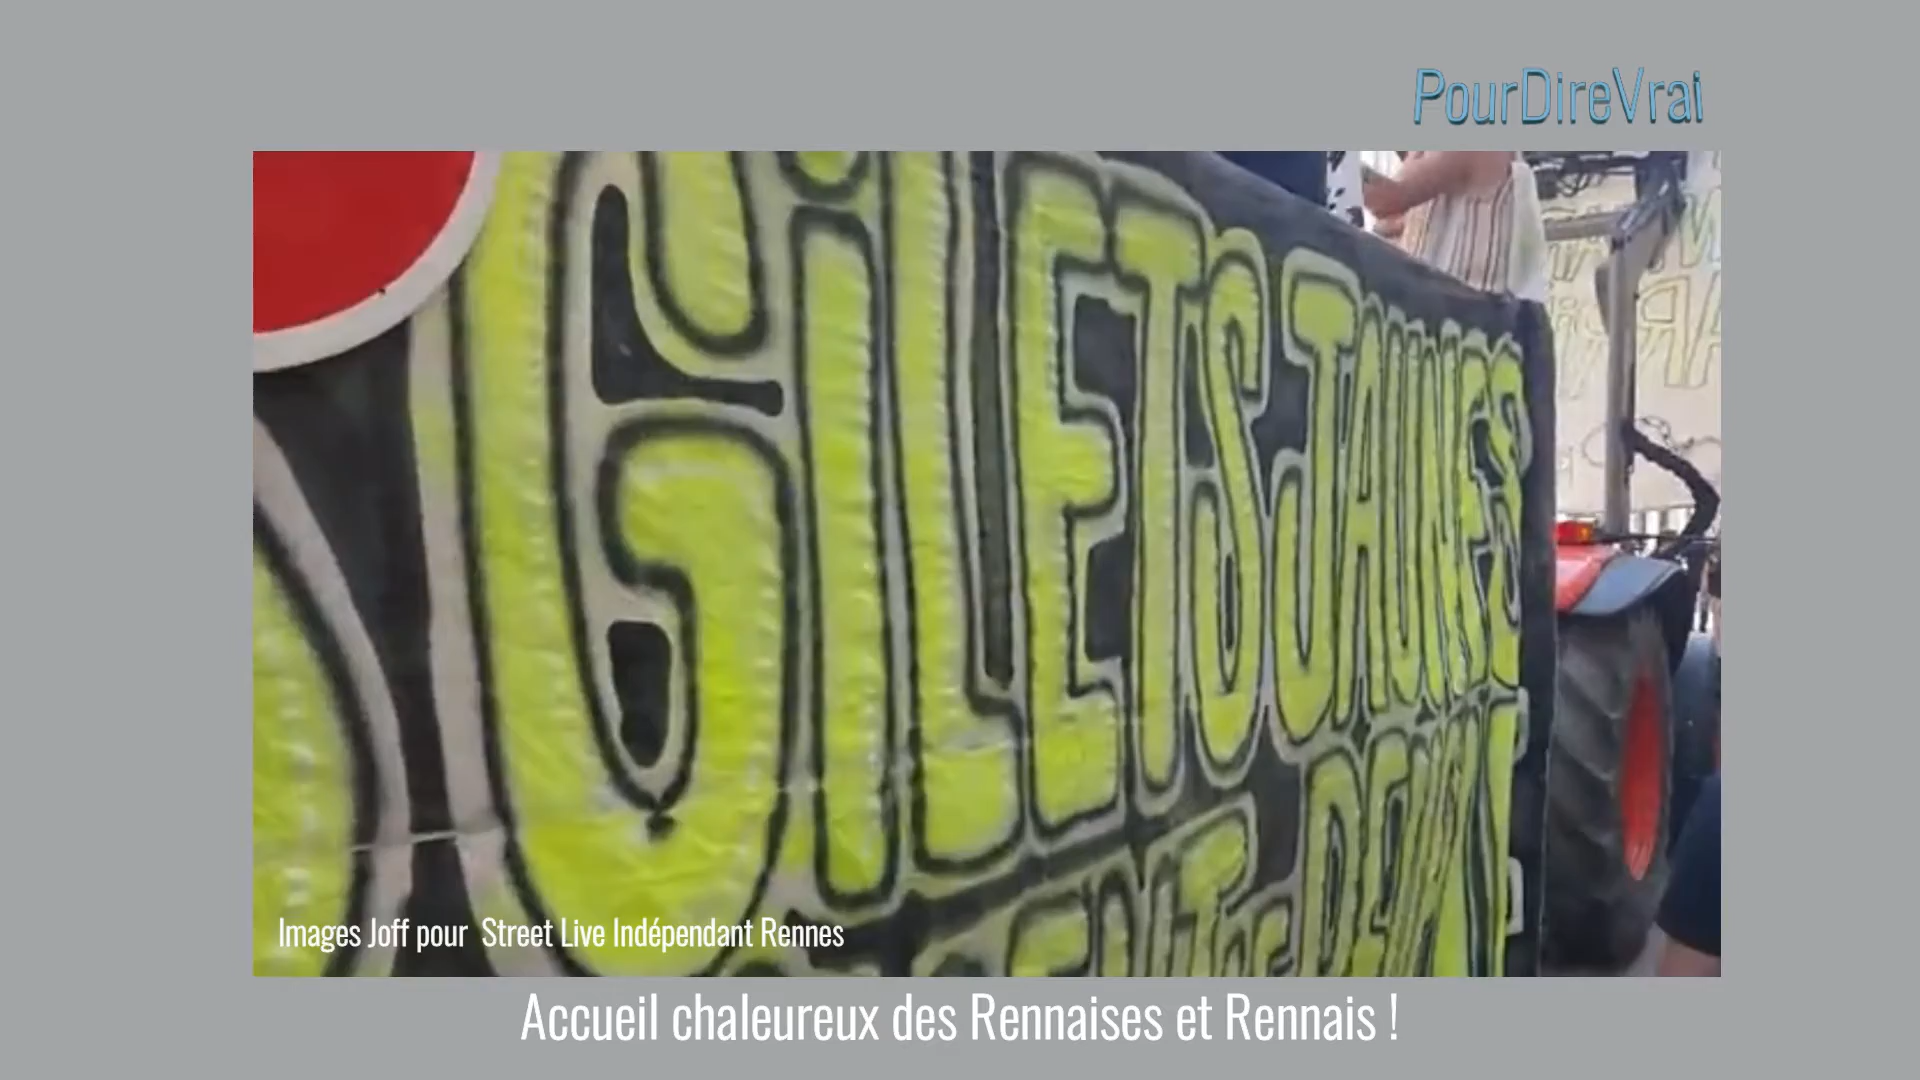 PourDireVrai
GiLETS JAUNES
Images Joff pour Street Live Indépendant Rennes
Accueil chaleureux des Rennaises et Rennais !